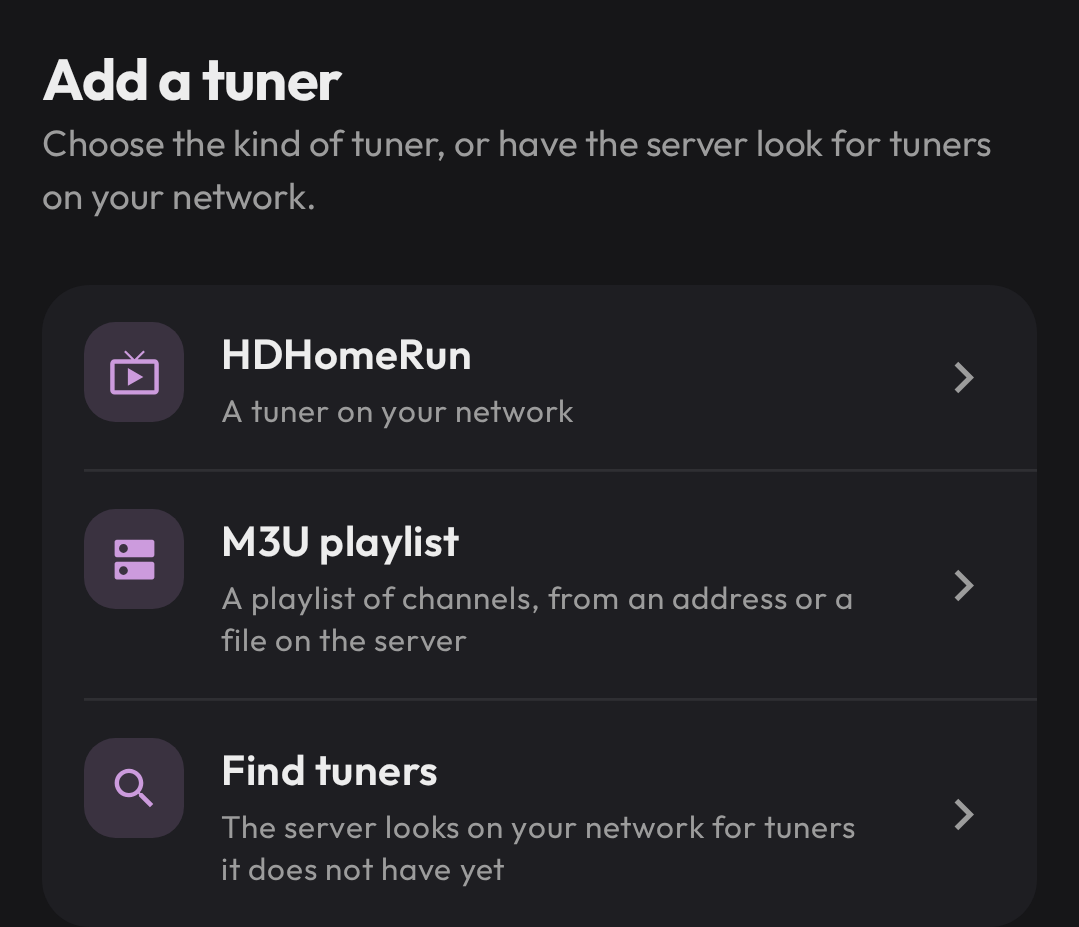 Add a tuner
Choose the kind of tuner, or have the server look for tuners
on your network.
HDHomeRun
A tuner on your network
M3U playlist
A playlist of channels, from an address or a
file on the server
Find tuners
The server looks on your network for tuners
it does not have yet